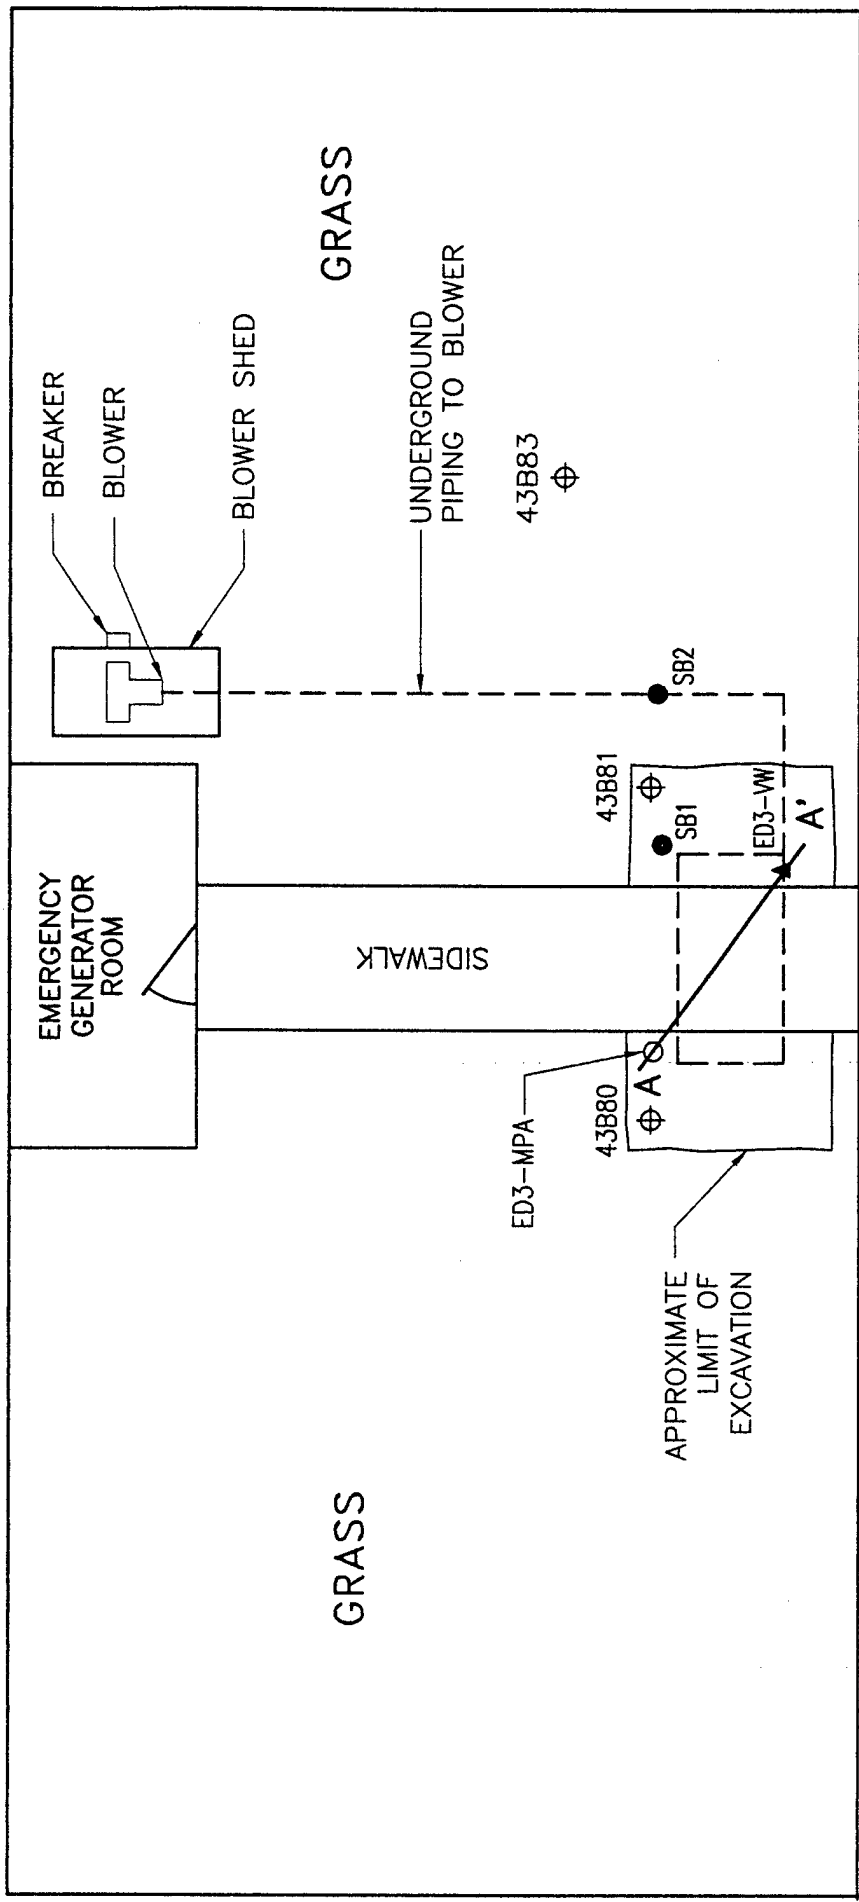 EMERGENCY
GENERATOR
ROOM
BREAKER
BLOWER
BLOWER SHED
GRASS
GRASS
UNDERGROUND
PIPING TO BLOWER
SIDEWALK
43B83
ED3-MPA
43B80
A
43B81
SB1
SB2
ED3-VW
A'
APPROXIMATE
LIMIT OF
EXCAVATION